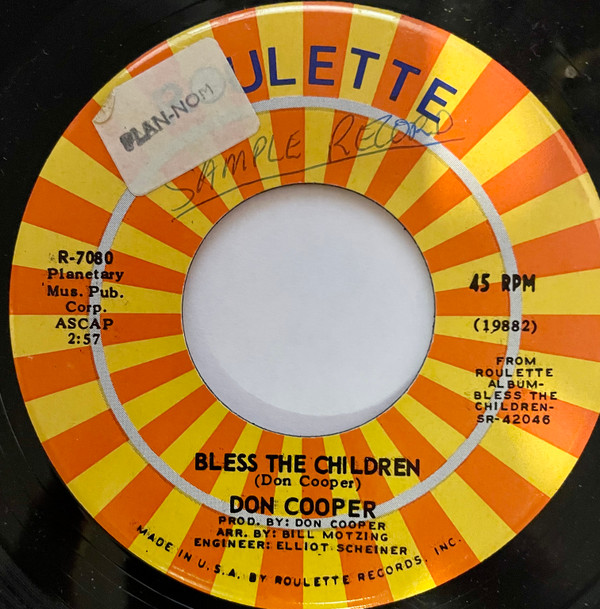 ULETTE
PLAN-NOM
SAMPLE RECORD
R-7080
Planetary
Mus. Pub.
Corp.
ASCAP
2:57
45 RPM
(19882)
FROM
ROULETTE
ALBUM-
BLESS THE
CHILDREN-
SR-42046
BLESS THE CHILDREN
(Don Cooper)
DON COOPER
PROD. BY: DON COOPER
ARR. BY: BILL MOTZING
ENGINEER: ELLIOT SCHEINER
MADE IN U.S.A. BY ROULETTE RECORDS, INC.